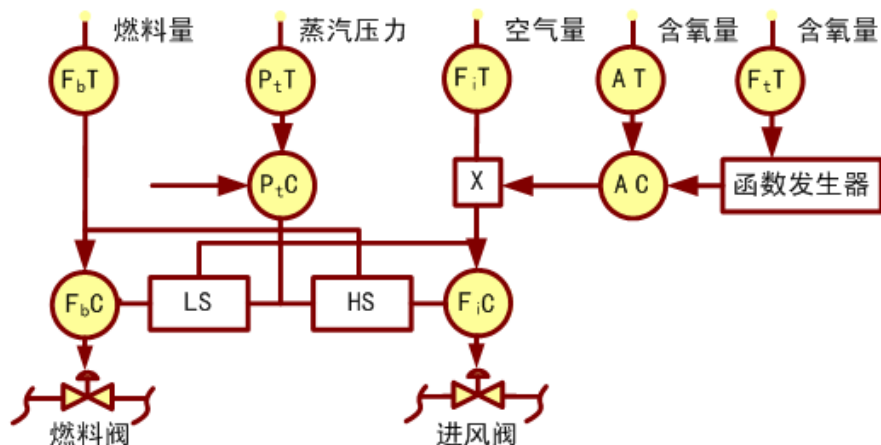 燃料量 蒸汽压力 空气量 含氧量 含氧量
FbT PtT FiT AT FtT
PtC X AC 函数发生器
FbC LS HS FiC
燃料阀 进风阀